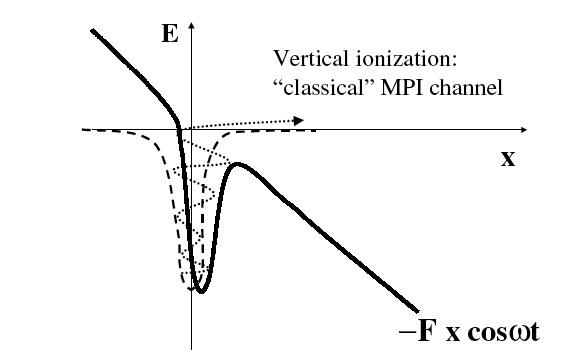 E
Vertical ionization:
“classical” MPI channel
x
−F x cosωt